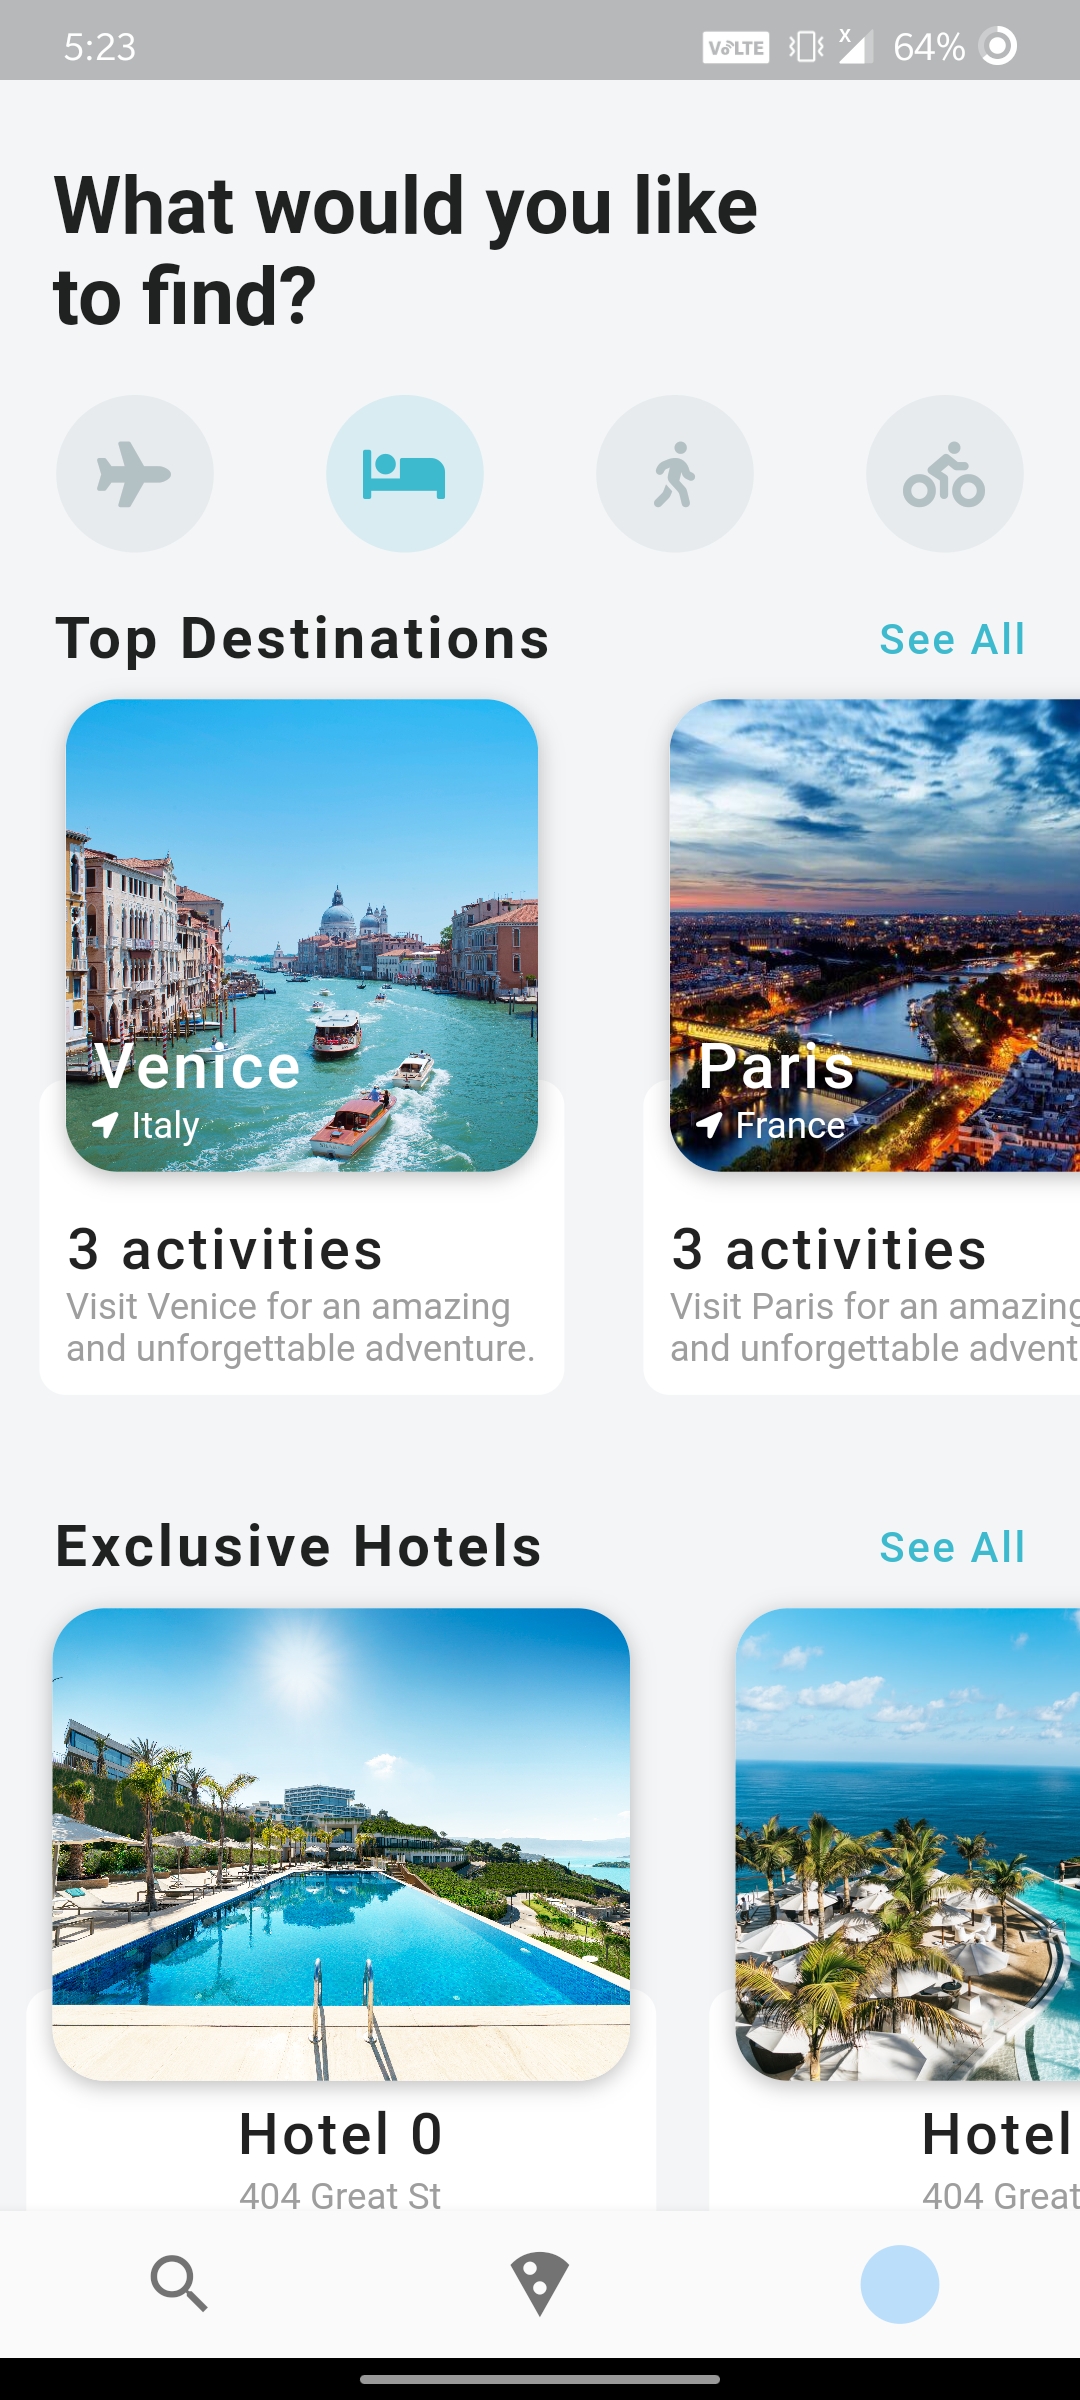 5:23
VoLTE
x
64%
What would you like
to find?
Top Destinations
See All
Venice
Italy
Paris
France
3 activities
Visit Venice for an amazing
and unforgettable adventure.
3 activities
Visit Paris for an amazing
and unforgettable advent
Exclusive Hotels
See All
Hotel 0
404 Great St
Hotel
404 Great